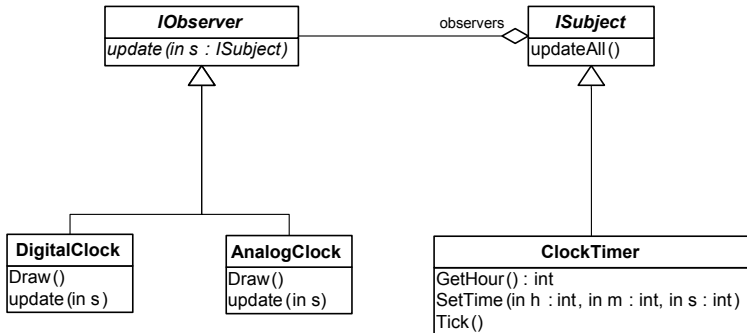 IObserver
update(in s : ISubject)
observers
ISubject
updateAll()
DigitalClock
Draw()
update(in s)
AnalogClock
Draw()
update(in s)
ClockTimer
GetHour() : int
SetTime(in h : int, in m : int, in s : int)
Tick()